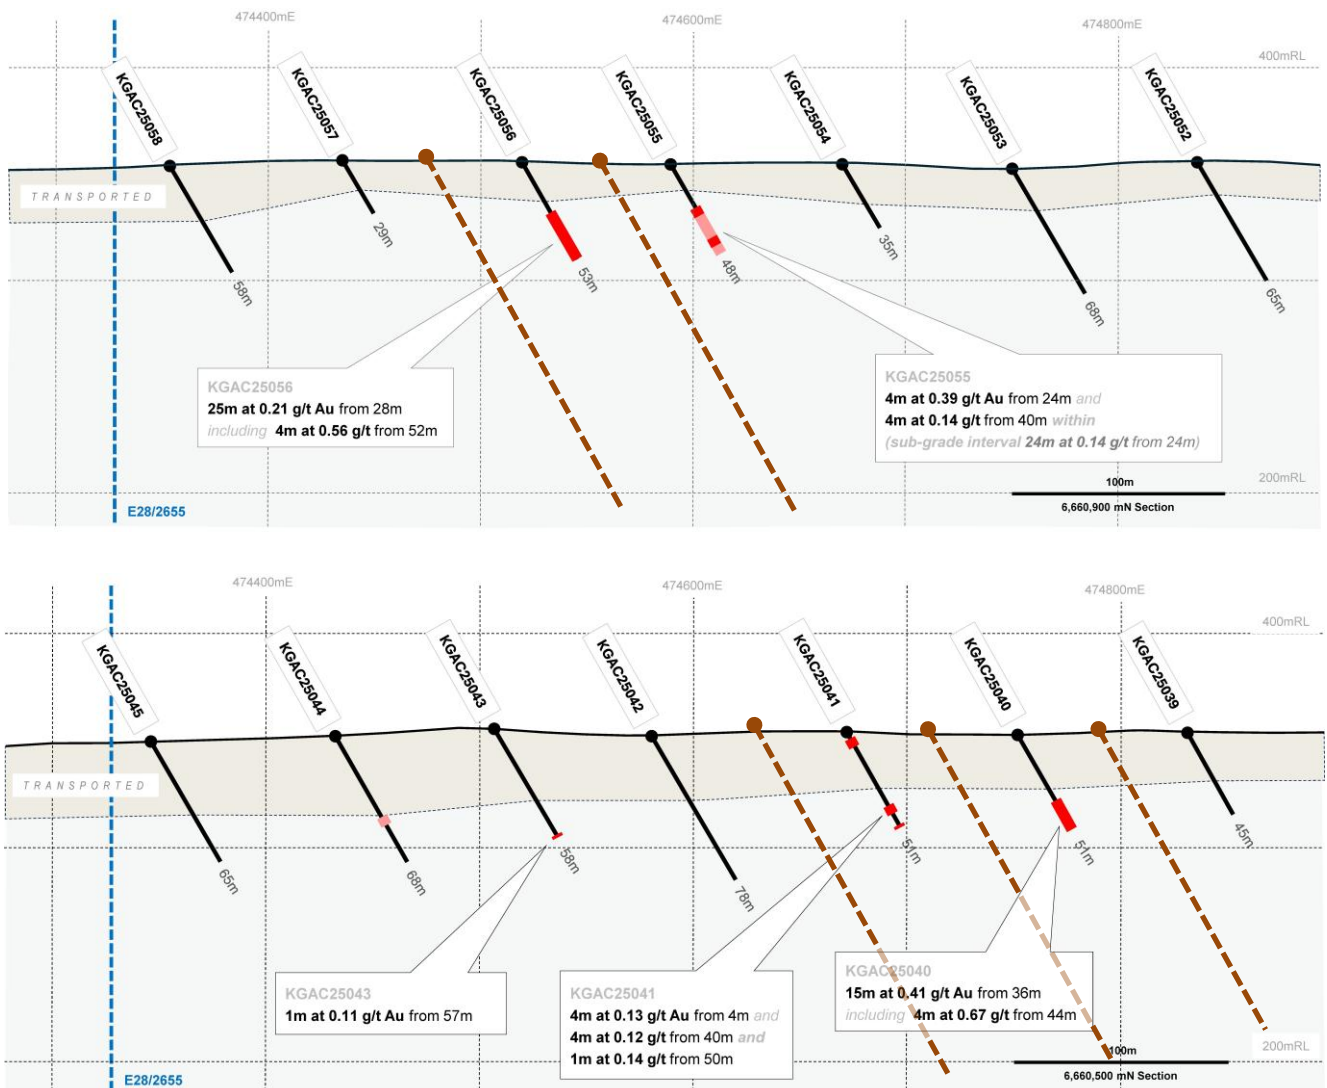 474400mE
474600mE
474800mE
400mRL
KGAC25058
KGAC25057
KGAC25056
KGAC25055
KGAC25054
KGAC25053
KGAC25052
TRANSPORTED
58m
29m
53m
48m
35m
68m
65m
KGAC25056
25m at 0.21 g/t Au from 28m
including 4m at 0.56 g/t from 52m
KGAC25055
4m at 0.39 g/t Au from 24m and
4m at 0.14 g/t from 40m within
(sub-grade interval 24m at 0.14 g/t from 24m)
200mRL
100m
6,660,900 mN Section
E28/2655
474400mE
474600mE
474800mE
400mRL
KGAC25045
KGAC25044
KGAC25043
KGAC25042
KGAC25041
KGAC25040
KGAC25039
TRANSPORTED
65m
68m
58m
78m
51m
51m
45m
KGAC25043
1m at 0.11 g/t Au from 57m
KGAC25041
4m at 0.13 g/t Au from 4m and
4m at 0.12 g/t from 40m and
1m at 0.14 g/t from 50m
KGAC25040
15m at 0.41 g/t Au from 36m
including 4m at 0.67 g/t from 44m
200mRL
100m
6,660,500 mN Section
E28/2655